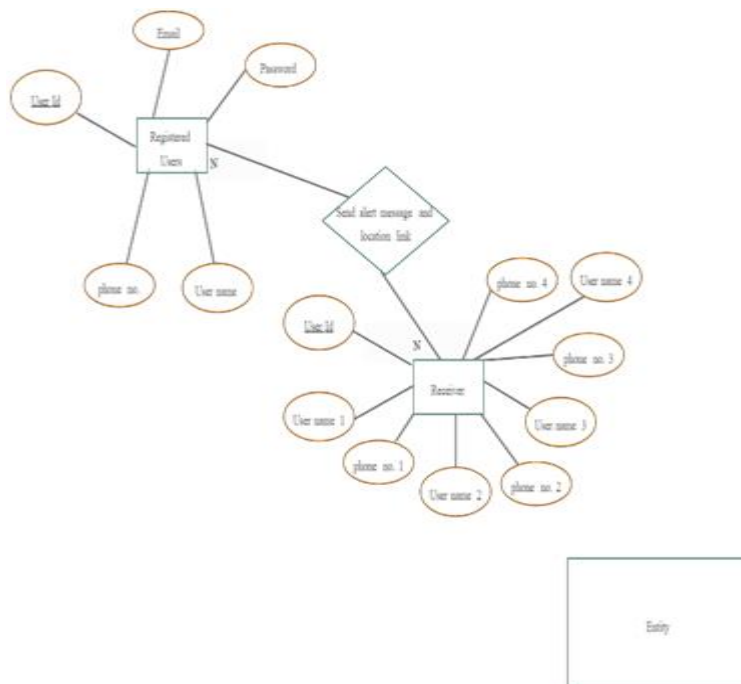 Email
Password
User Id
Registered
Users
N
Send alert message and
location link
phone no.
User name
phone no. 4
User name 4
User Id
N
phone no. 3
Receiver
User name 1
User name 3
phone no. 1
User name 2
phone no. 2
Entity